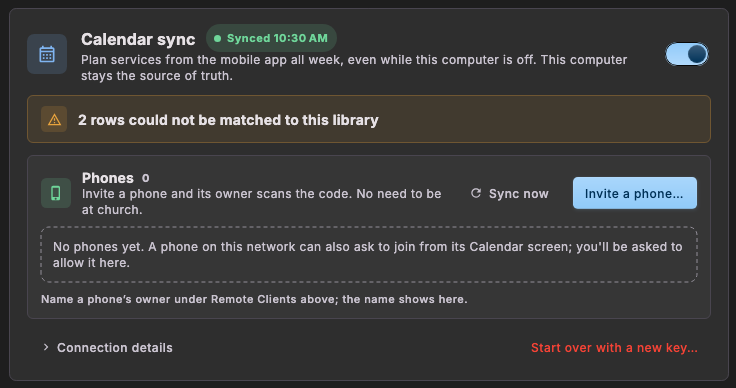 Calendar sync
Synced 10:30 AM
Plan services from the mobile app all week, even while this computer is off. This computer
stays the source of truth.
2 rows could not be matched to this library
Phones 0
Invite a phone and its owner scans the code. No need to be
at church.
Sync now
Invite a phone...
No phones yet. A phone on this network can also ask to join from its Calendar screen; you'll be asked to
allow it here.
Name a phone’s owner under Remote Clients above; the name shows here.
Connection details
Start over with a new key...